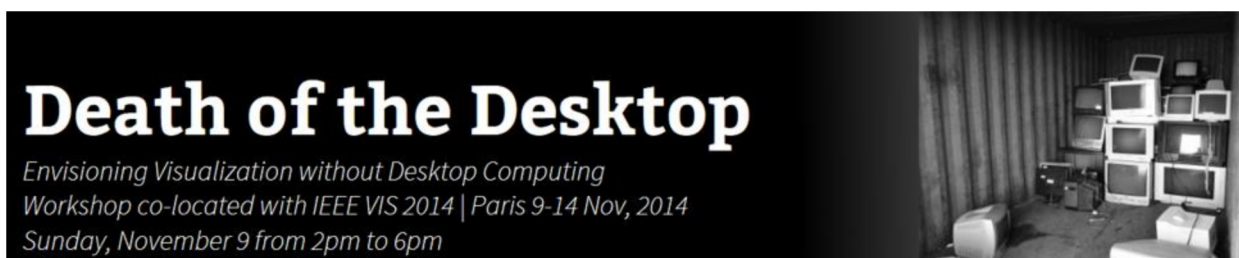 Death of the Desktop
Envisioning Visualization without Desktop Computing
Workshop co-located with IEEE VIS 2014 | Paris 9-14 Nov, 2014
Sunday, November 9 from 2pm to 6pm